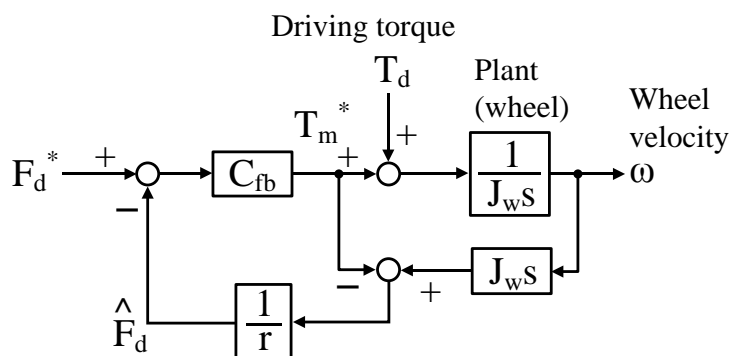 Driving torque
T_d
Plant
(wheel)
Wheel
velocity
ω
T_m^*
+
+
F_d^*
+
C_fb
1
J_w s
−
J_w s
−
+
F̂_d
1
r